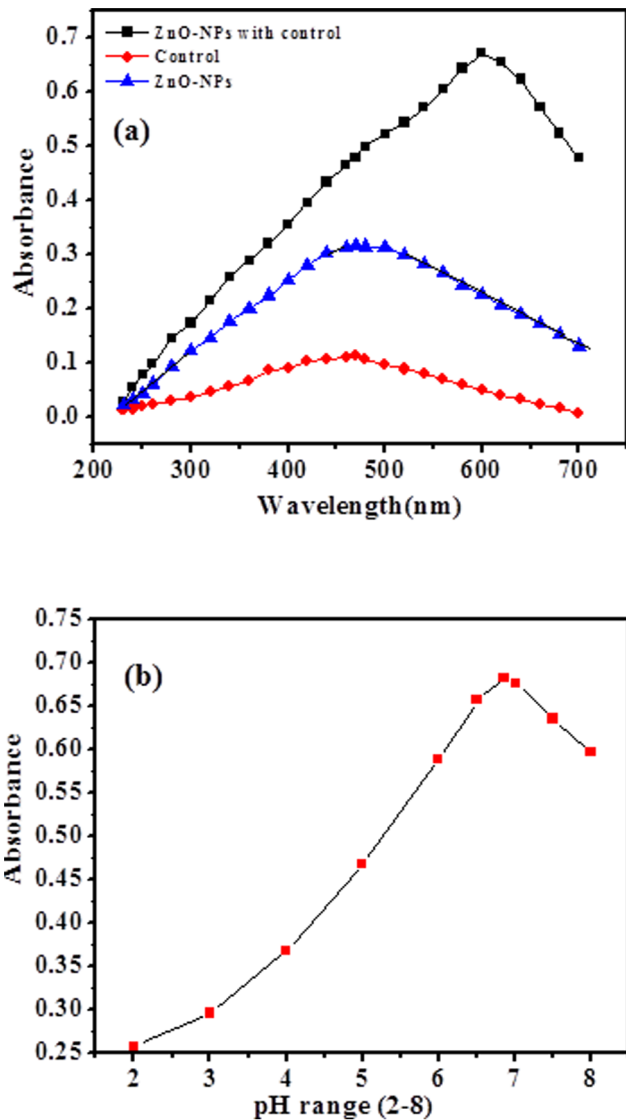 ZnO-NPs with control
Control
ZnO-NPs
(a)
0.7
0.6
0.5
0.4
0.3
0.2
0.1
0.0
Absorbance
200 300 400 500 600 700
Wavelength(nm)
(b)
0.75
0.70
0.65
0.60
0.55
0.50
0.45
0.40
0.35
0.30
0.25
Absorbance
2 3 4 5 6 7 8
pH range (2-8)